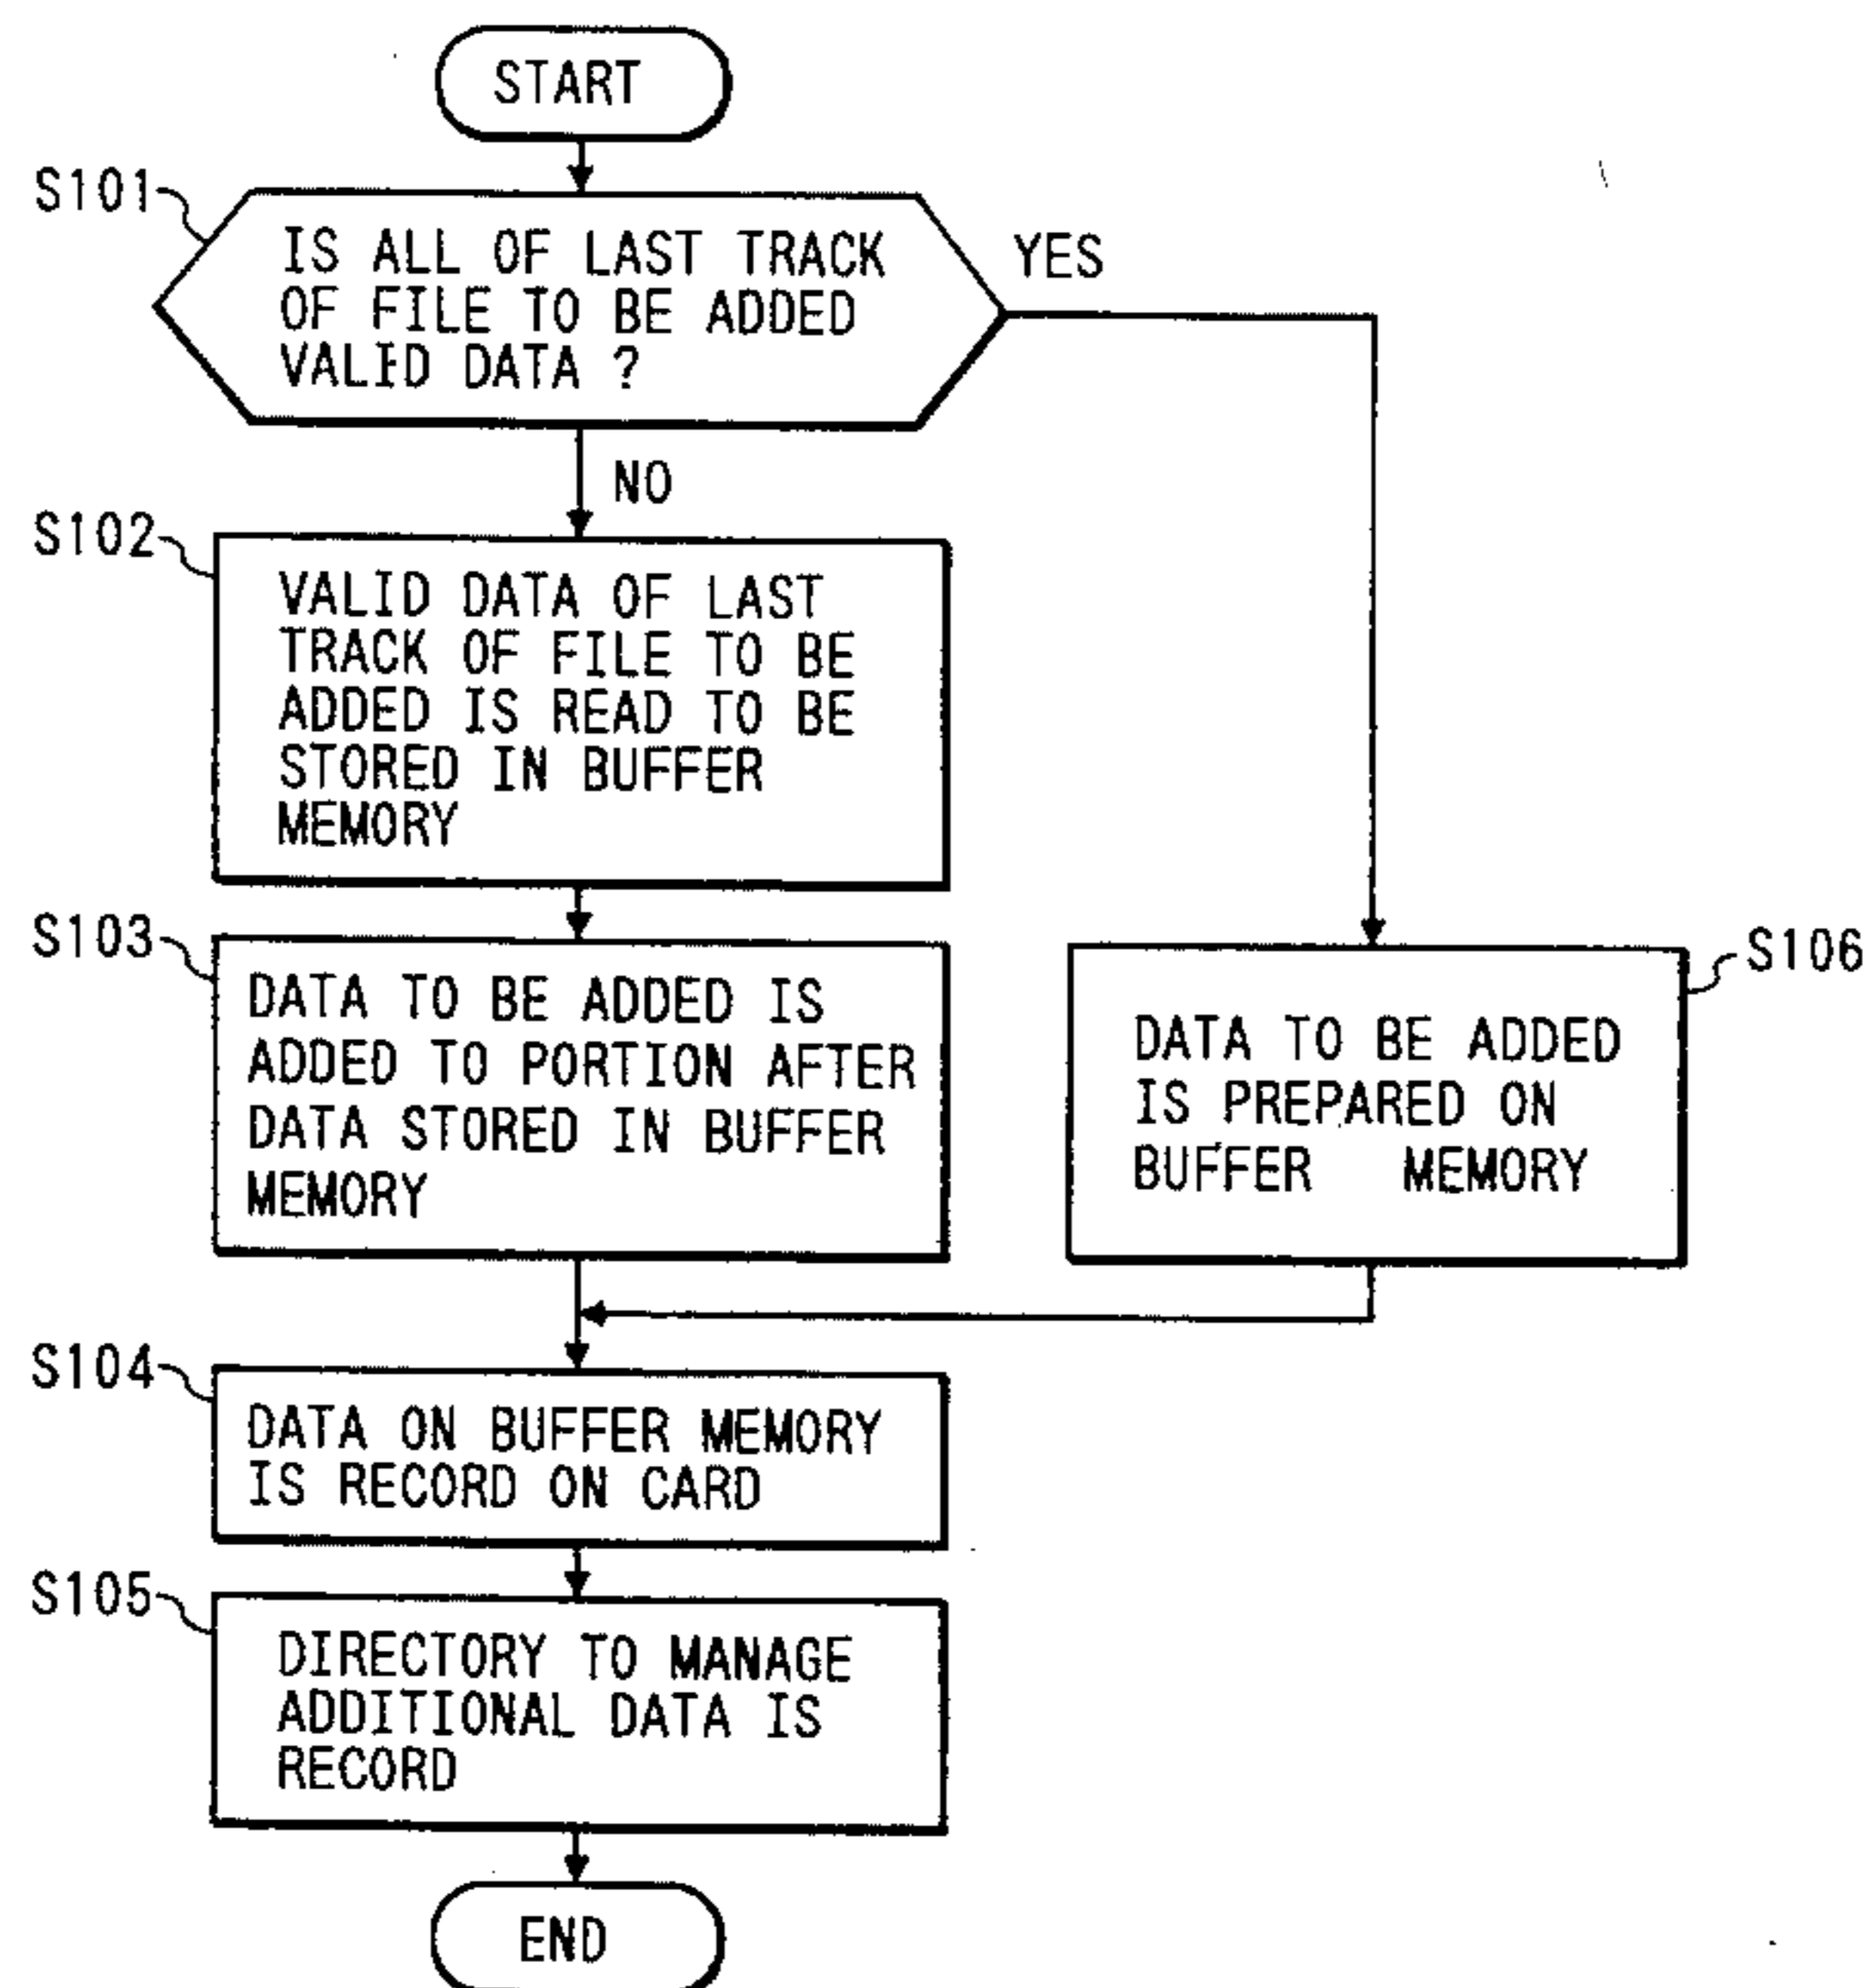 START
S101
IS ALL OF LAST TRACK
OF FILE TO BE ADDED
VALID DATA ?
YES
NO
S102
VALID DATA OF LAST
TRACK OF FILE TO BE
ADDED IS READ TO BE
STORED IN BUFFER
MEMORY
S103
DATA TO BE ADDED IS
ADDED TO PORTION AFTER
DATA STORED IN BUFFER
MEMORY
S106
DATA TO BE ADDED
IS PREPARED ON
BUFFER MEMORY
S104
DATA ON BUFFER MEMORY
IS RECORD ON CARD
S105
DIRECTORY TO MANAGE
ADDITIONAL DATA IS
RECORD
END